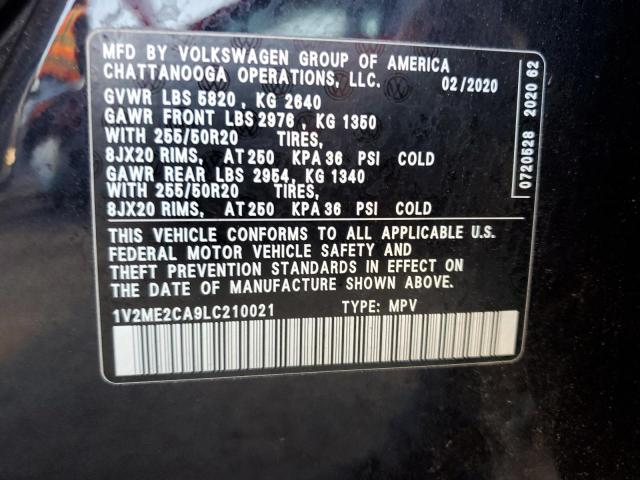 MFD BY VOLKSWAGEN GROUP OF AMERICA
CHATTANOOGA OPERATIONS, LLC. 02/2020
GVWR LBS 5820 , KG 2640
GAWR FRONT LBS 2976 , KG 1350
WITH 255/50R20 TIRES,
8JX20 RIMS, AT 250 KPA 36 PSI COLD
GAWR REAR LBS 2954, KG 1340
WITH 255/50R20 TIRES,
8JX20 RIMS, AT 250 KPA 36 PSI COLD
THIS VEHICLE CONFORMS TO ALL APPLICABLE U.S.
FEDERAL MOTOR VEHICLE SAFETY AND
THEFT PREVENTION STANDARDS IN EFFECT ON
THE DATE OF MANUFACTURE SHOWN ABOVE.
1V2ME2CA9LC210021 TYPE: MPV
0720528 2020 62